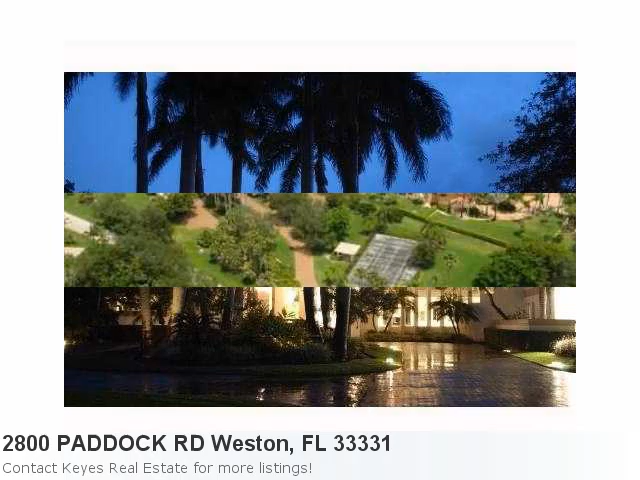 2800 PADDOCK RD Weston, FL 33331
Contact Keyes Real Estate for more listings!